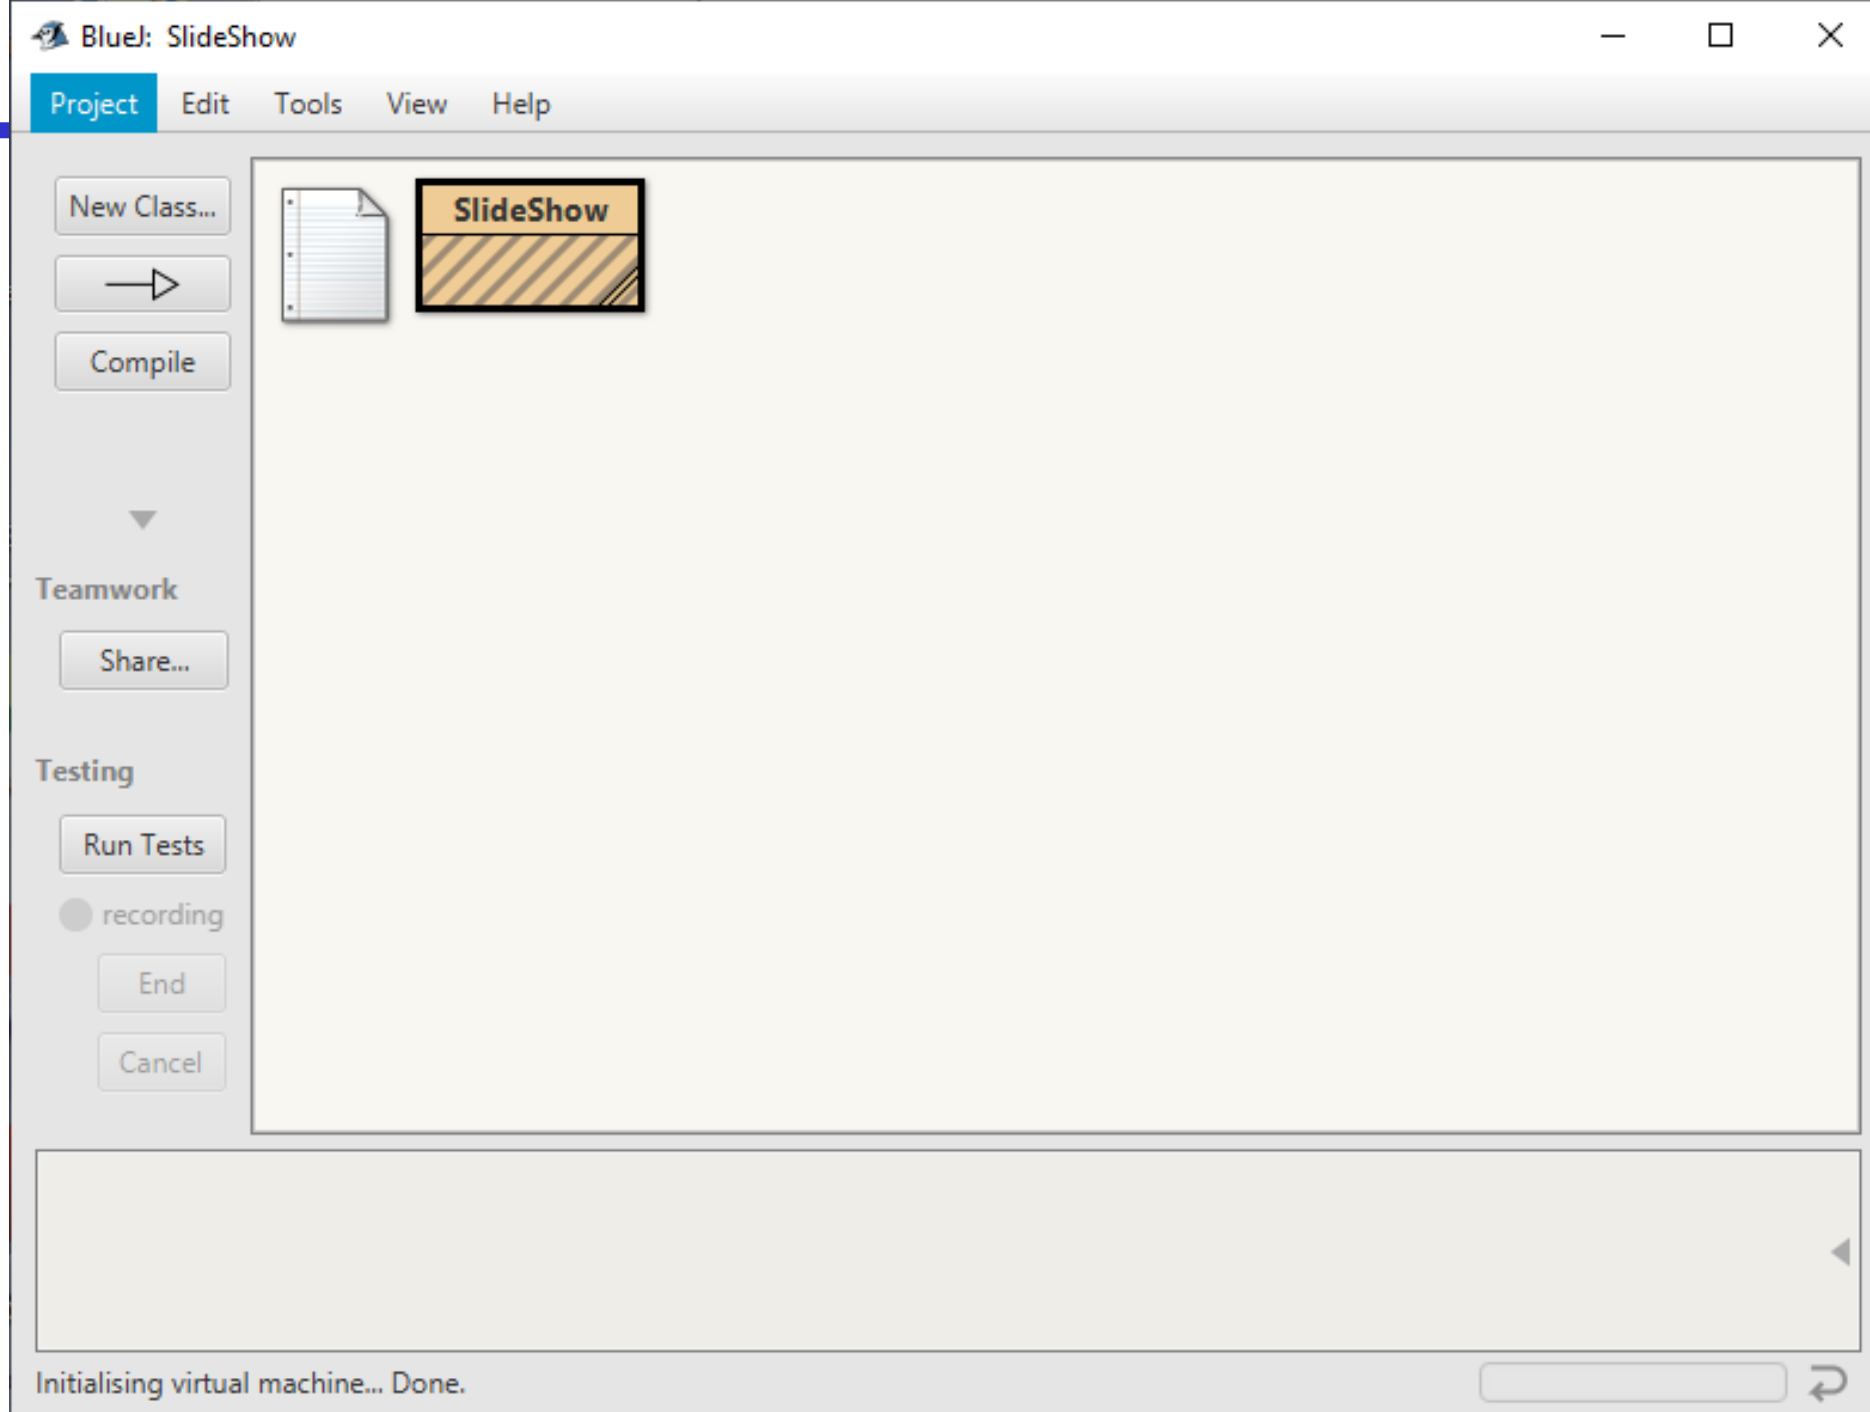 BlueJ: SlideShow
Project Edit Tools View Help
New Class...
SlideShow
Compile
Teamwork
Share...
Testing
Run Tests
recording
End
Cancel
Initialising virtual machine... Done.